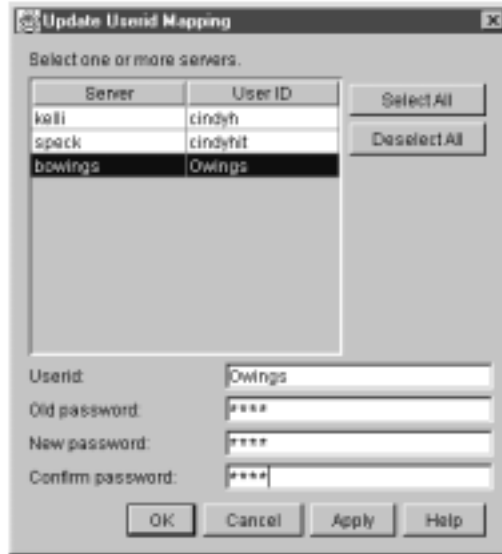 Update Userid Mapping
Select one or more servers.
Server User ID
Select All
kelli cindyh
speck cindyhit
Deselect All
bowings Owings
Userid: Owings
Old password: ****
New password: ****
Confirm password: ****
OK Cancel Apply Help